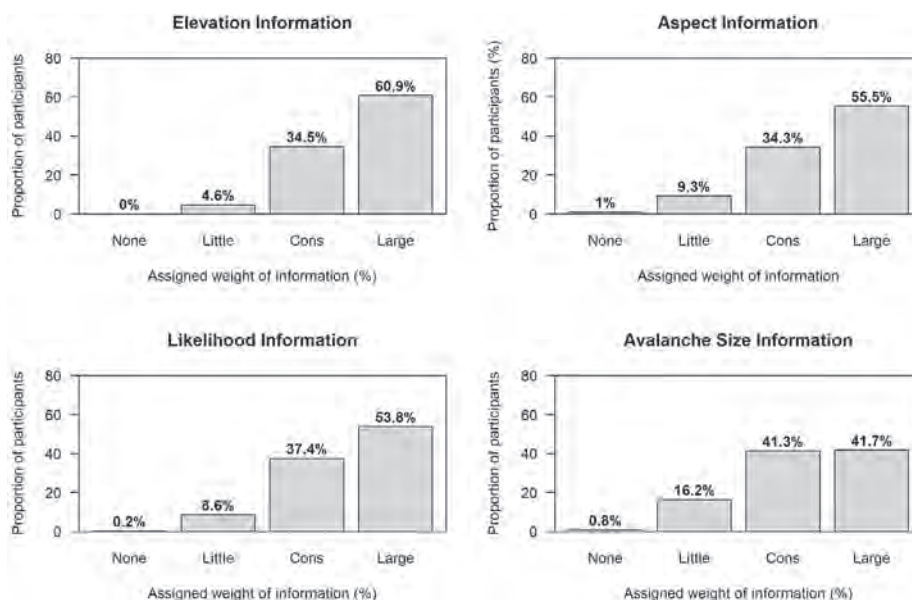 Elevation Information
Proportion of participants
80
60
40
20
0
0%
4.6%
34.5%
60.9%
None
Little
Cons
Large
Assigned weight of information (%)
Aspect Information
Proportion of participants (%)
80
60
40
20
0
1%
9.3%
34.3%
55.5%
None
Little
Cons
Large
Assigned weight of information
Likelihood Information
Proportion of participants
80
60
40
20
0
0.2%
8.6%
37.4%
53.8%
None
Little
Cons
Large
Assigned weight of information (%)
Avalanche Size Information
Proportion of participants
80
60
40
20
0
0.8%
16.2%
41.3%
41.7%
None
Little
Cons
Large
Assigned weight of information (%)